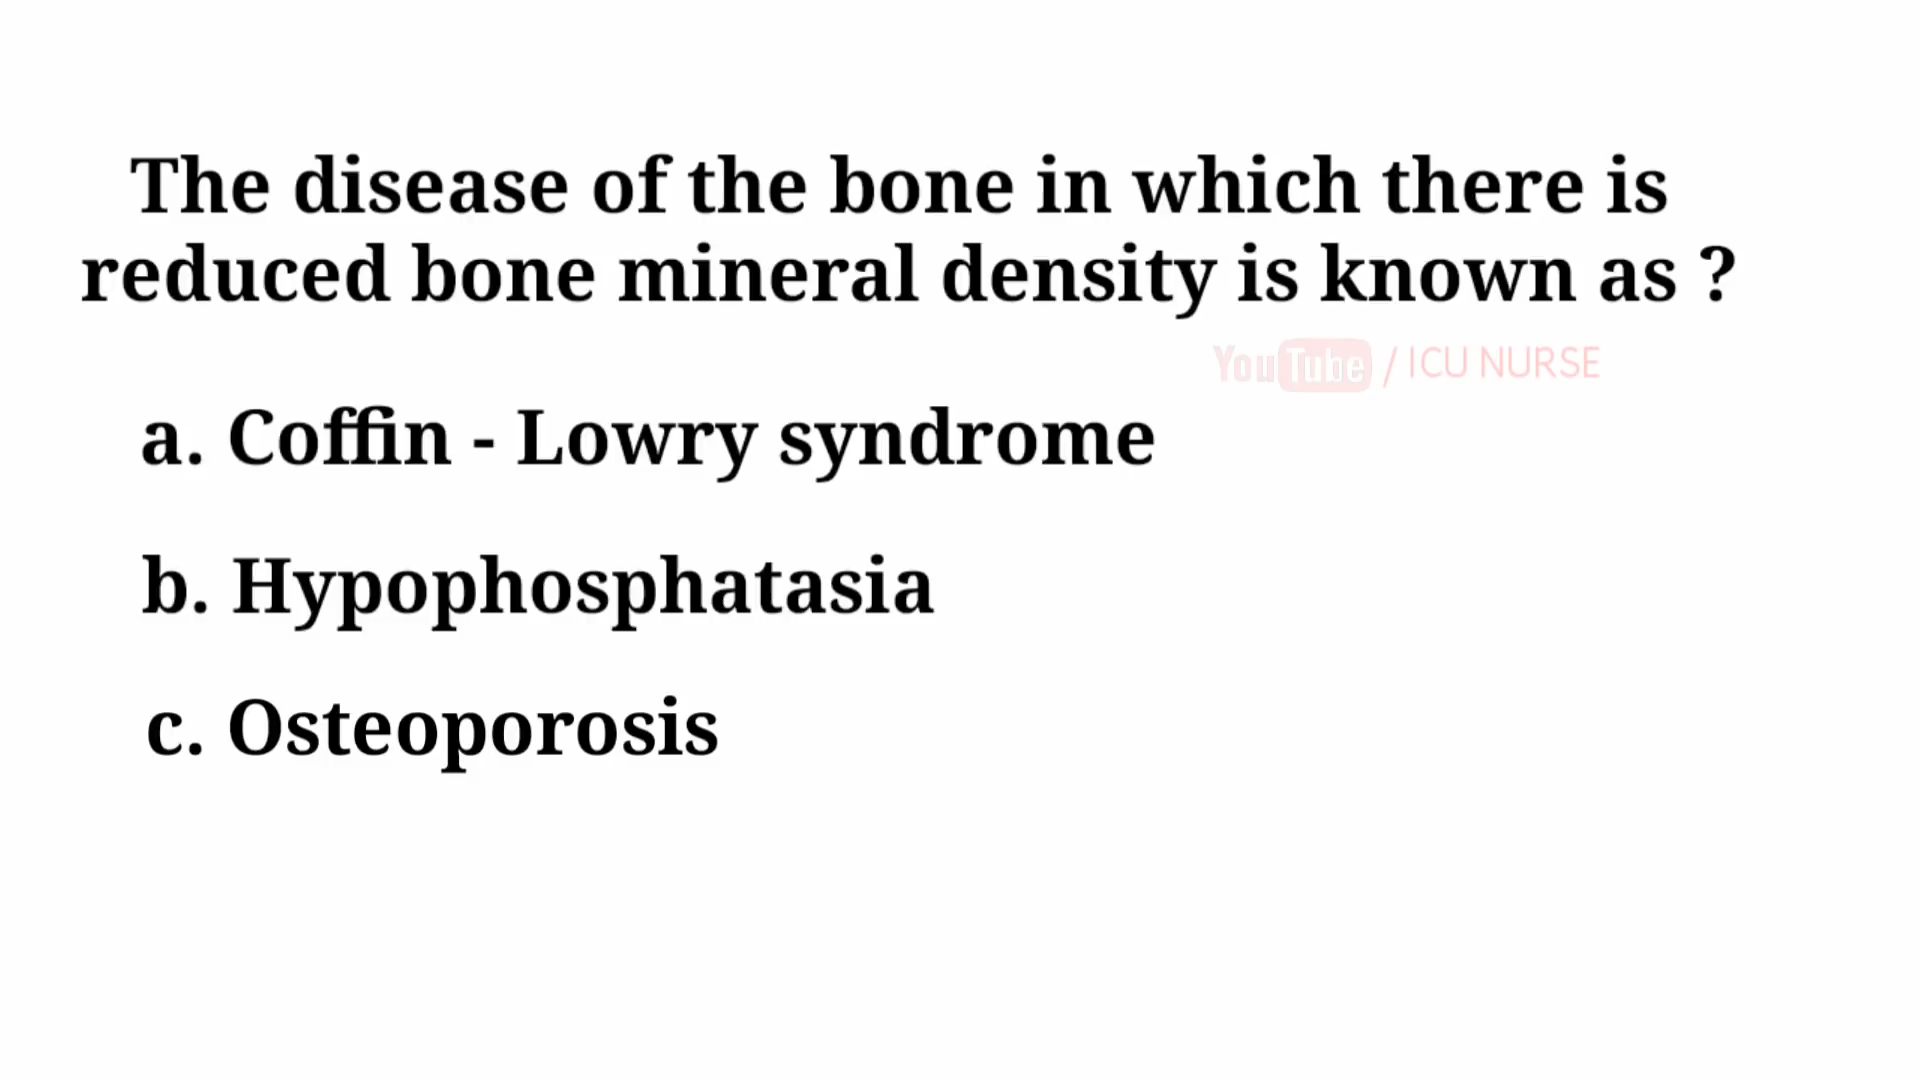 The disease of the bone in which there is
reduced bone mineral density is known as ?
YouTube / ICU NURSE
a. Coffin - Lowry syndrome
b. Hypophosphatasia
c. Osteoporosis